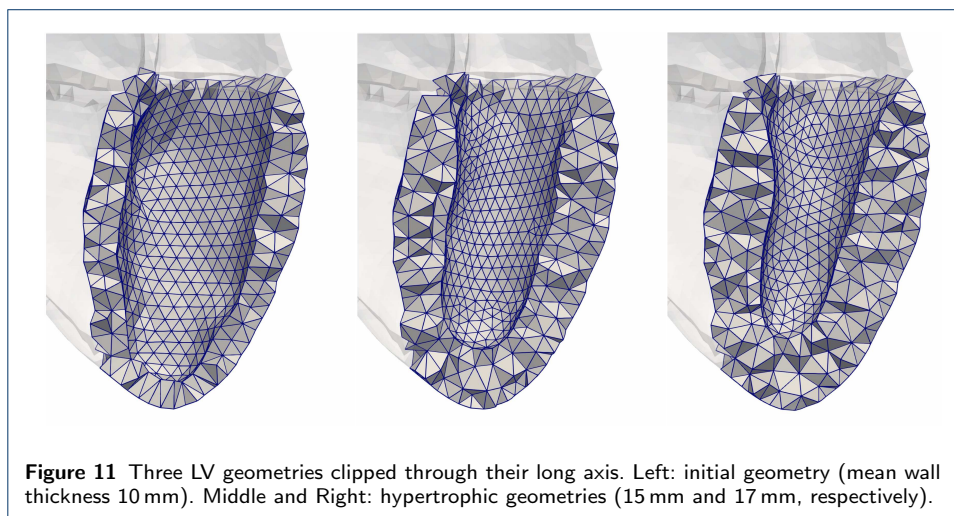 Figure 11 Three LV geometries clipped through their long axis. Left: initial geometry (mean wall
thickness 10 mm). Middle and Right: hypertrophic geometries (15 mm and 17 mm, respectively).